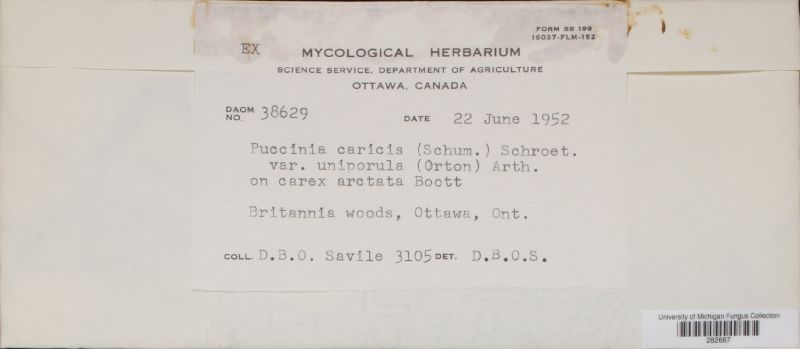 FORM SB 199
16037-FLM-152
EX MYCOLOGICAL HERBARIUM
SCIENCE SERVICE, DEPARTMENT OF AGRICULTURE
OTTAWA, CANADA
DAOM NO. 38629 DATE 22 June 1952
Puccinia caricis (Schum.) Schroet.
var. uniporula (Orton) Arth.
on carex arctata Boott
Britannia woods, Ottawa, Ont.
COLL. D.B.O. Savile 3105 DET. D.B.O.S.
University of Michigan Fungus Collection
282667